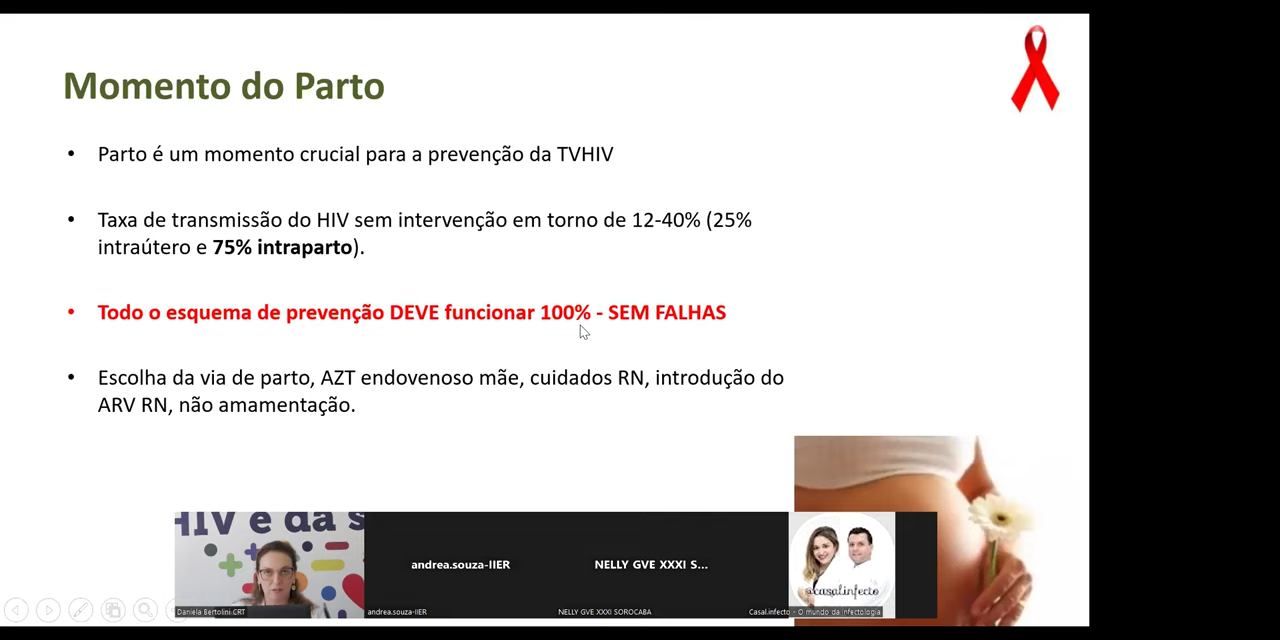 Momento do Parto
• Parto é um momento crucial para a prevenção da TVHIV
• Taxa de transmissão do HIV sem intervenção em torno de 12-40% (25%
intraútero e 75% intraparto).
• Todo o esquema de prevenção DEVE funcionar 100% - SEM FALHAS
• Escolha da via de parto, AZT endovenoso mãe, cuidados RN, introdução do
ARV RN, não amamentação.
HIV e da s
andrea.souza-IIER
NELLY GVE XXXI S...
@casalinfecto
Daniela Bertolini.CRT
andrea.souza-IIER
NELLY GVE XXXI SOROCABA
Casal.infecto - O mundo da infectologia